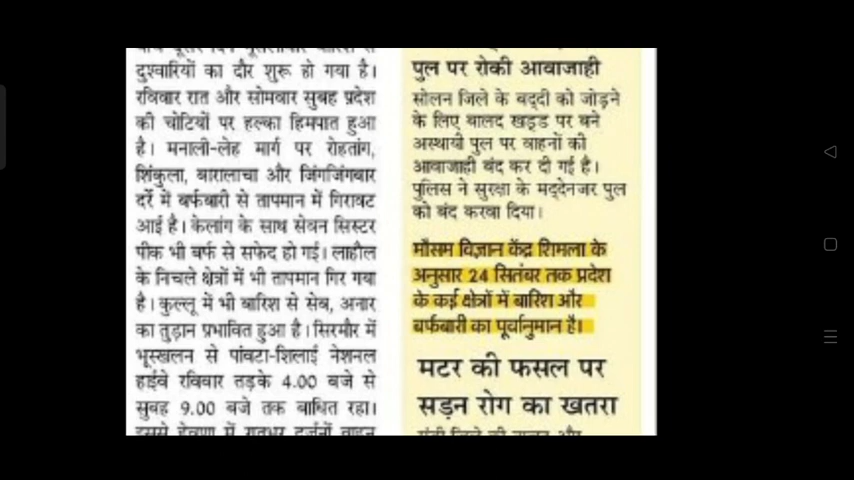 दुश्वारियों का दौर शुरू हो गया है।
रविवार रात और सोमवार सुबह प्रदेश
की चोटियों पर हल्का हिमपात हुआ
है। मनाली-लेह मार्ग पर रोहतांग,
शिंकुला, बारालाचा और जिंगजिंगबार
दर्रे में बर्फबारी से तापमान में गिरावट
आई है। केलांग के साथ सेवन सिस्टर
पीक भी बर्फ से सफेद हो गई। लाहौल
के निचले क्षेत्रों में भी तापमान गिर गया
है। कुल्लू में भी बारिश से सेब, अनार
का तुड़ान प्रभावित हुआ है। सिरमौर में
भूस्खलन से पांवटा-शिलाई नेशनल
हाईवे रविवार तड़के 4.00 बजे से
सुबह 9.00 बजे तक बाधित रहा।
पुल पर रोकी आवाजाही
सोलन जिले के बद्दी को जोड़ने
के लिए बालद खड्ड पर बने
अस्थायी पुल पर वाहनों की
आवाजाही बंद कर दी गई है।
पुलिस ने सुरक्षा के मद्देनजर पुल
को बंद करवा दिया।
मौसम विज्ञान केंद्र शिमला के
अनुसार 24 सितंबर तक प्रदेश
के कई क्षेत्रों में बारिश और
बर्फबारी का पूर्वानुमान है।
मटर की फसल पर
सड़न रोग का खतरा